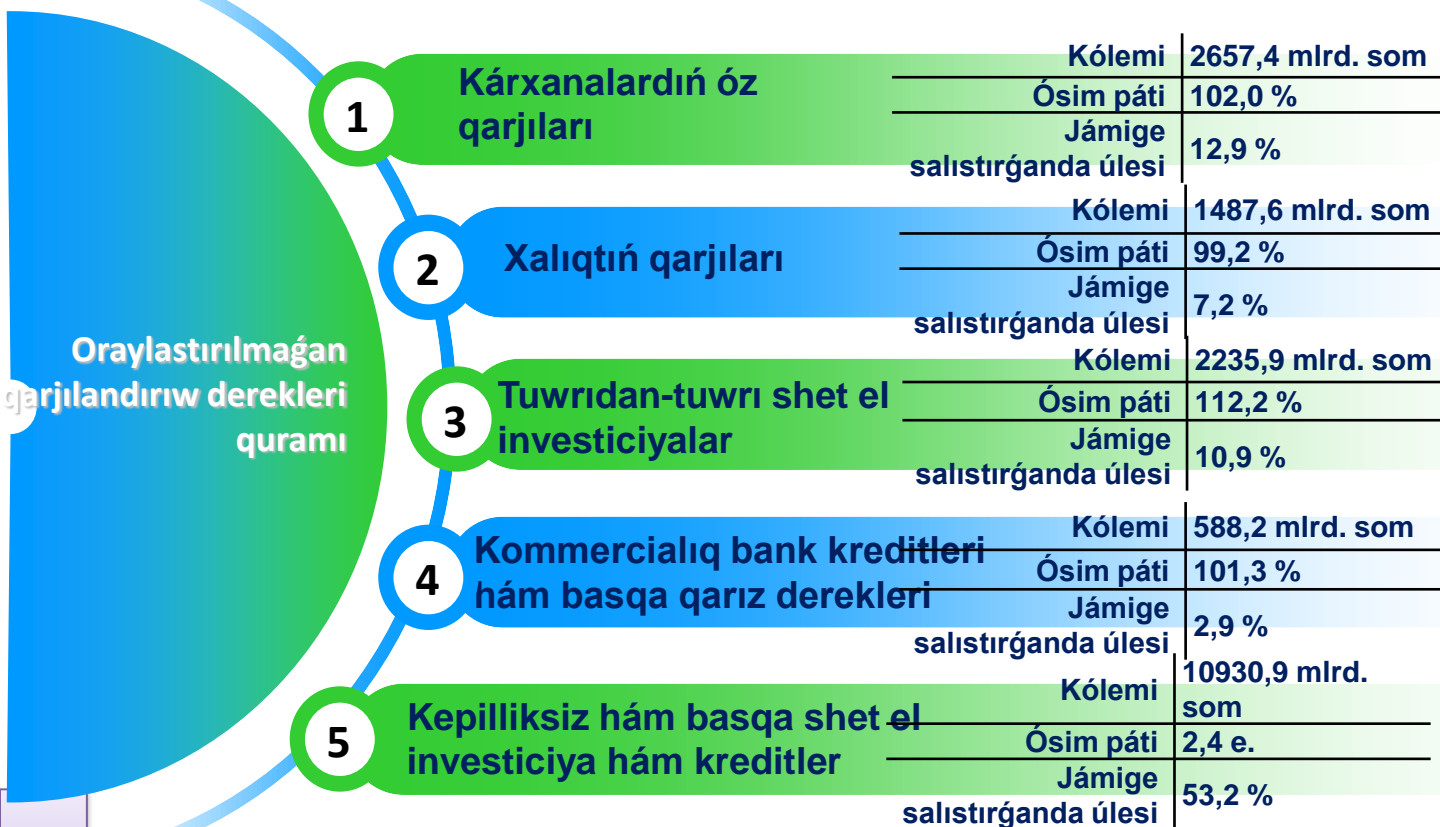 Oraylastırılmaǵan
qarjılandırıw derekleri
quramı
1
Kárxanalardıń óz
qarjıları
Kólemi 2657,4 mlrd. som
Ósim páti 102,0 %
Jámige
salıstırǵanda úlesi 12,9 %
2
Xalıqtıń qarjıları
Kólemi 1487,6 mlrd. som
Ósim páti 99,2 %
Jámige
salıstırǵanda úlesi 7,2 %
3
Tuwrıdan-tuwrı shet el
investiciyalar
Kólemi 2235,9 mlrd. som
Ósim páti 112,2 %
Jámige
salıstırǵanda úlesi 10,9 %
4
Kommercialıq bank kreditleri
hám basqa qarız derekleri
Kólemi 588,2 mlrd. som
Ósim páti 101,3 %
Jámige
salıstırǵanda úlesi 2,9 %
5
Kepilliksiz hám basqa shet el
investiciya hám kreditler
Kólemi 10930,9 mlrd.
som
Ósim páti 2,4 e.
Jámige
salıstırǵanda úlesi 53,2 %